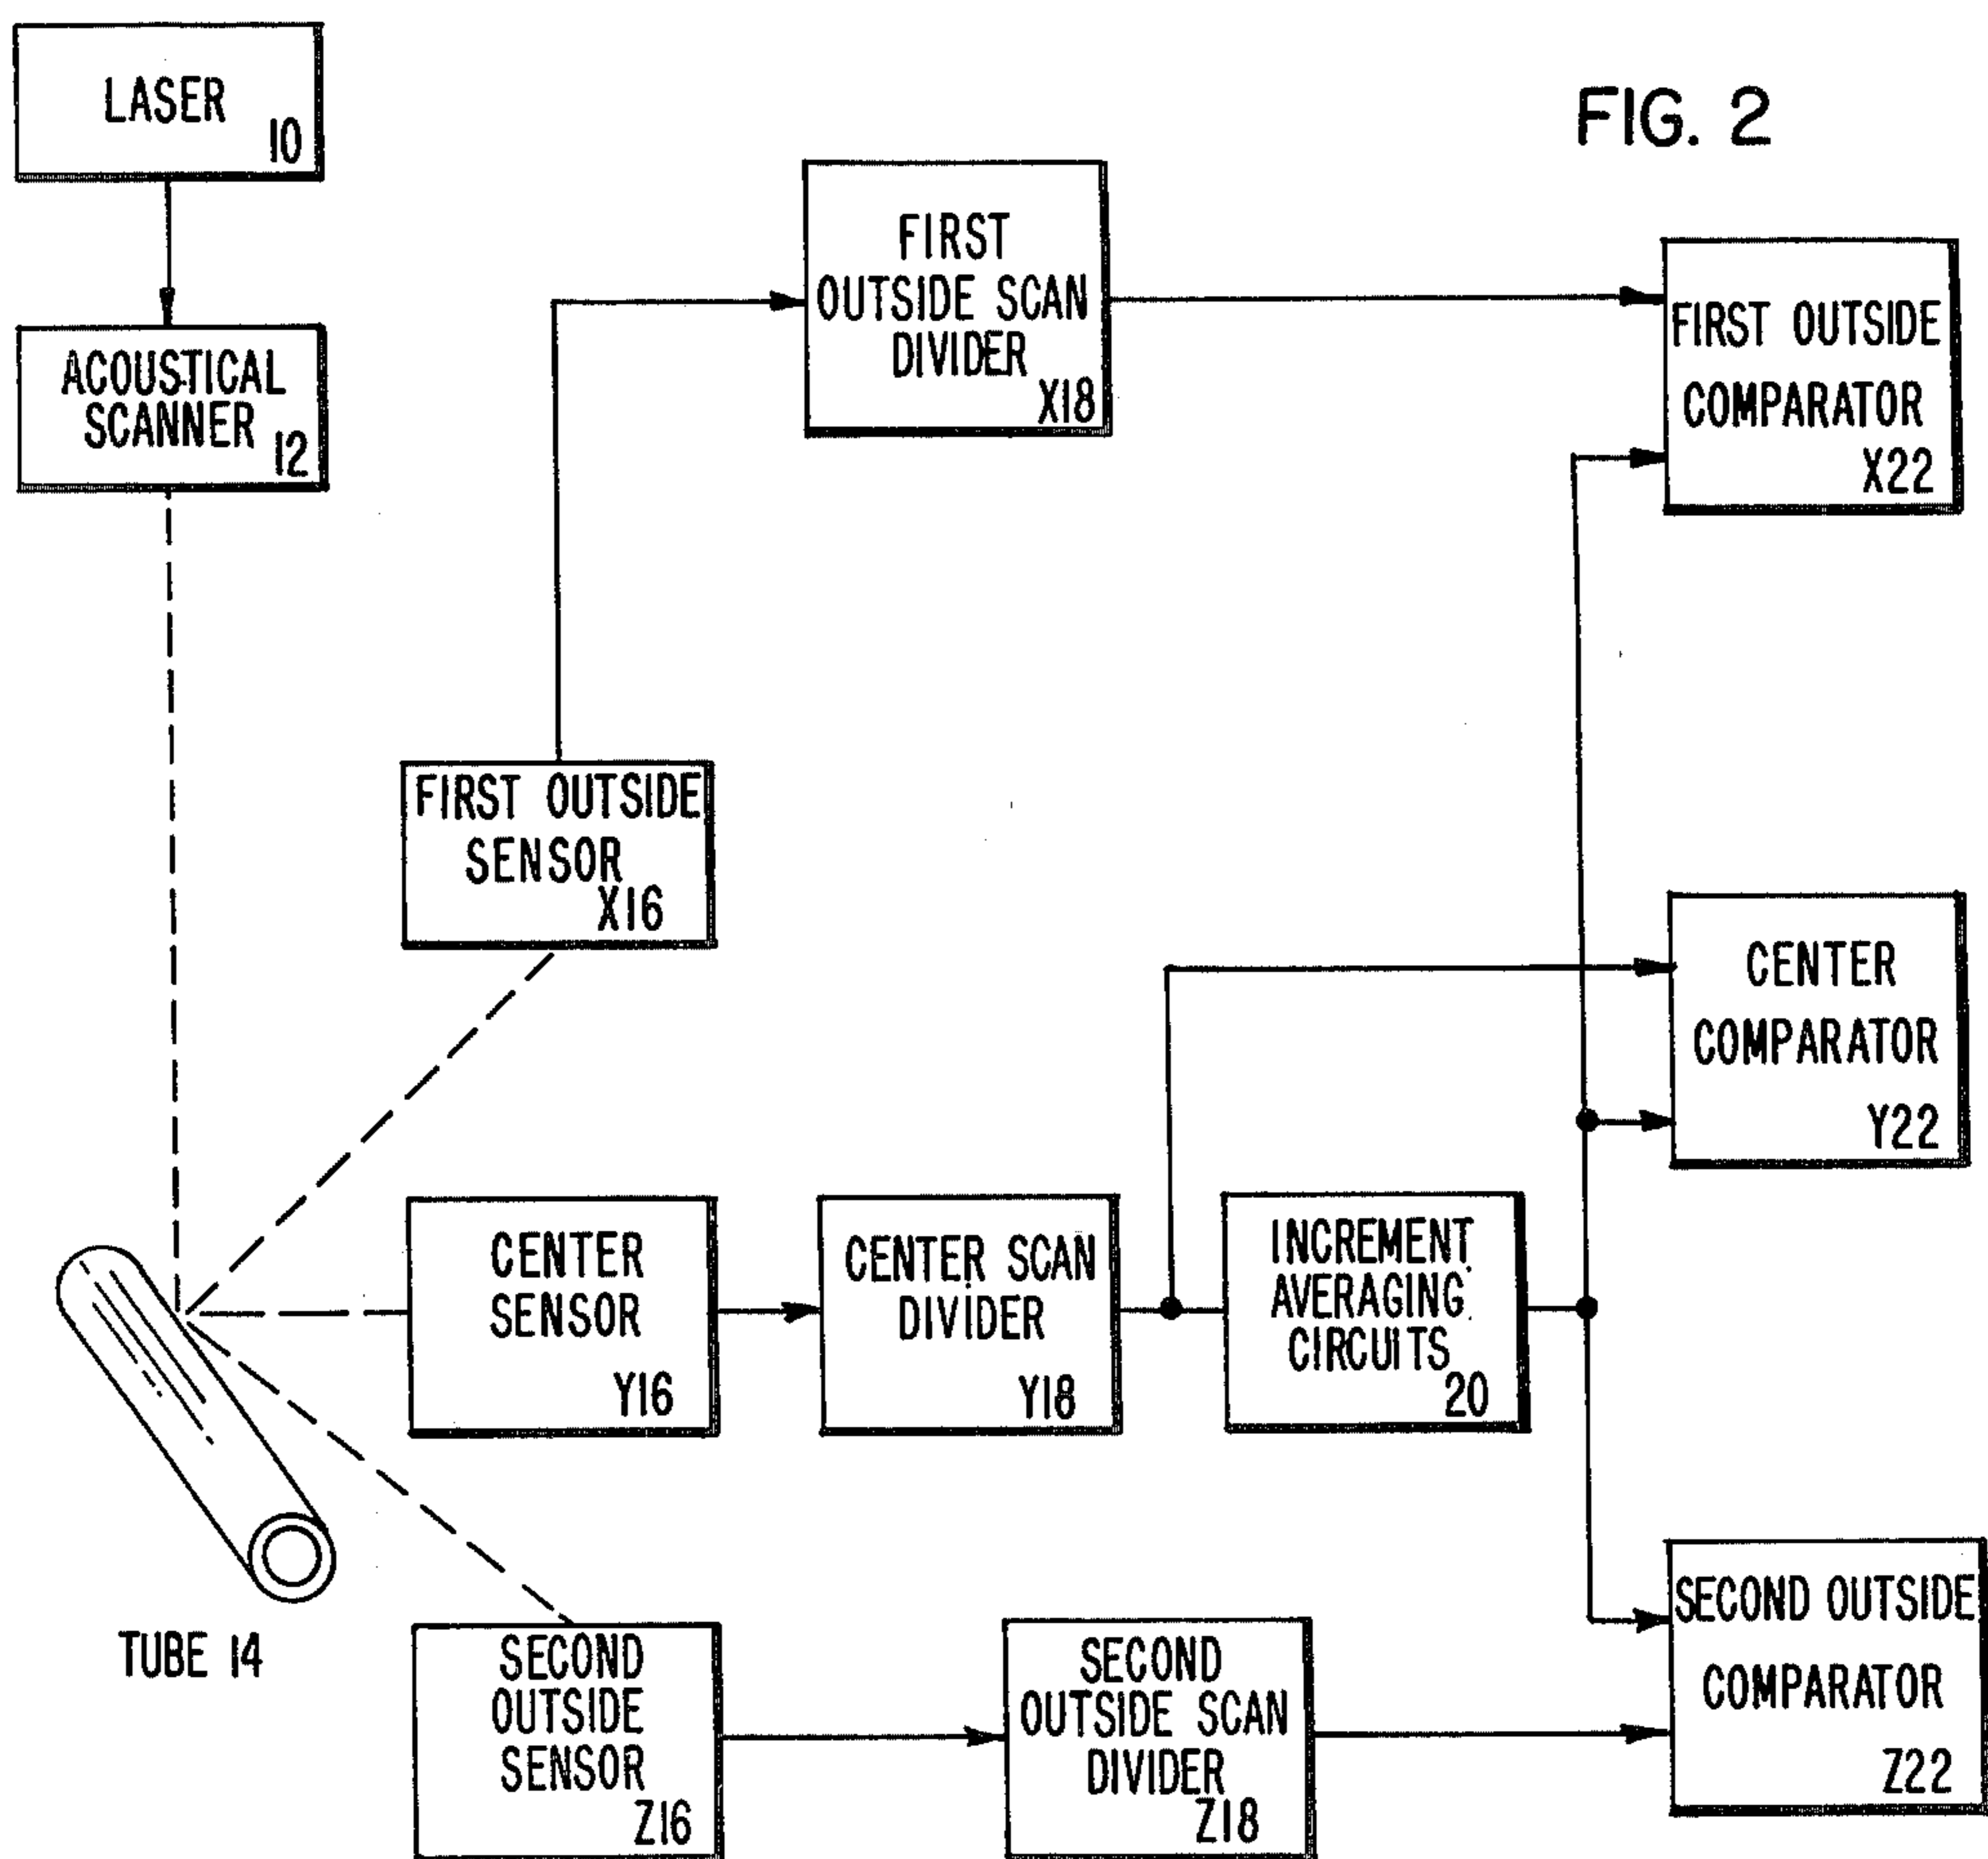 LASER
10
FIG. 2
FIRST
OUTSIDE SCAN
DIVIDER
X18
FIRST OUTSIDE
COMPARATOR
X22
ACOUSTICAL
SCANNER
12
FIRST OUTSIDE
SENSOR
X16
CENTER
COMPARATOR
Y22
CENTER
SENSOR
Y16
CENTER SCAN
DIVIDER
Y18
INCREMENT
AVERAGING
CIRCUITS
20
TUBE 14
SECOND
OUTSIDE
SENSOR
Z16
SECOND
OUTSIDE SCAN
DIVIDER
Z18
SECOND OUTSIDE
COMPARATOR
Z22